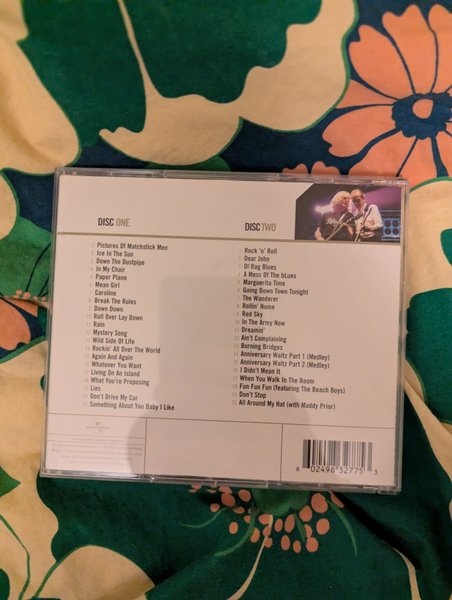 DISC ONE
Pictures Of Matchstick Men
Ice In The Sun
Down The Dustpipe
In My Chair
Paper Plane
Mean Girl
Caroline
Break The Rules
Down Down
Roll Over Lay Down
Rain
Mystery Song
Wild Side Of Life
Rockin' All Over The World
Again And Again
Whatever You Want
Living On An Island
What You're Proposing
Lies
Don't Drive My Car
Something About You Baby I Like
DISC TWO
Rock 'n' Roll
Dear John
Ol Rag Blues
A Mess Of The bLues
Marguerita Time
Going Down Town Tonight
The Wanderer
Rollin' Home
Red Sky
In The Army Now
Dreamin'
Ain't Complaining
Burning Bridges
Anniversary Waltz Part 1 (Medley)
Anniversary Waltz Part 2 (Medley)
I Didn't Mean It
When You Walk In The Room
Fun Fun Fun (featuring The Beach Boys)
Don't Stop
All Around My Hat (with Maddy Prior)
UNIVERSAL
6 02498 32775 3